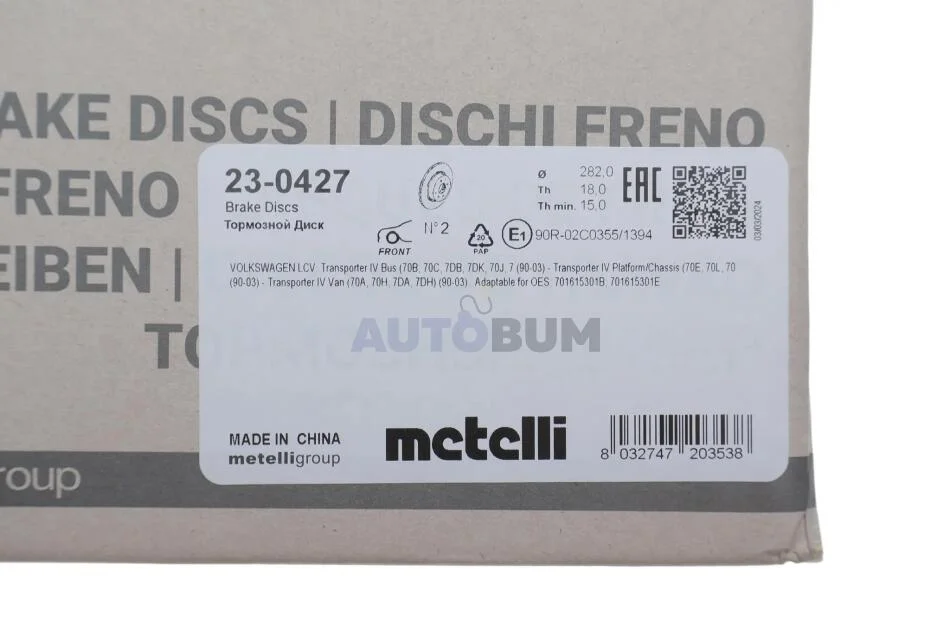 AKE DISCS | DISCHI FRENO
FRENO
EIBEN |
23-0427
Brake Discs
Тормозной Диск
FRONT
N°2
20
PAP
Ø 282,0
Th 18,0
Th min. 15,0
EAC
E1 90R-02C0355/1394
03/03/2024
VOLKSWAGEN LCV: Transporter IV Bus (70B, 70C, 7DB, 7DK, 70J, 7 (90-03) - Transporter IV Platform/Chassis (70E, 70L, 70
(90-03) - Transporter IV Van (70A, 70H, 7DA, 7DH) (90-03). Adaptable for OES: 701615301B, 701615301E
AUTOBUM
TO
MADE IN CHINA
metelligroup
metelli
8 032747 203538
roup